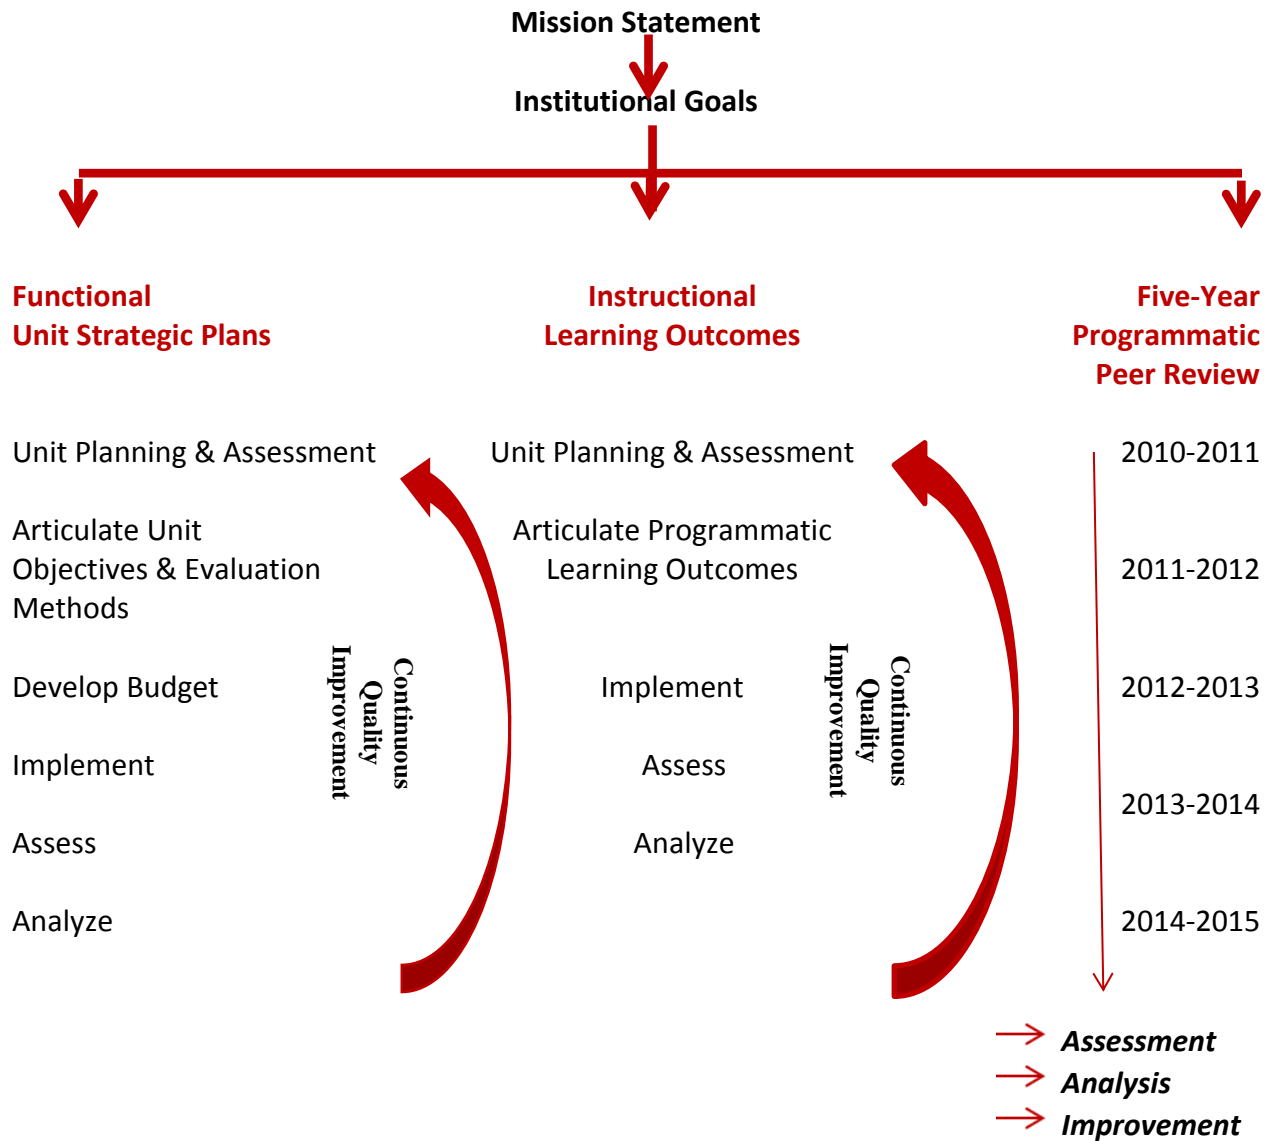 Mission Statement
Institutional Goals
Functional
Unit Strategic Plans
Unit Planning & Assessment
Articulate Unit
Objectives & Evaluation
Methods
Develop Budget
Implement
Assess
Analyze
Continuous
Quality
Improvement
Instructional
Learning Outcomes
Unit Planning & Assessment
Articulate Programmatic
Learning Outcomes
Implement
Assess
Analyze
Continuous
Quality
Improvement
Five-Year
Programmatic
Peer Review
2010-2011
2011-2012
2012-2013
2013-2014
2014-2015
Assessment
Analysis
Improvement